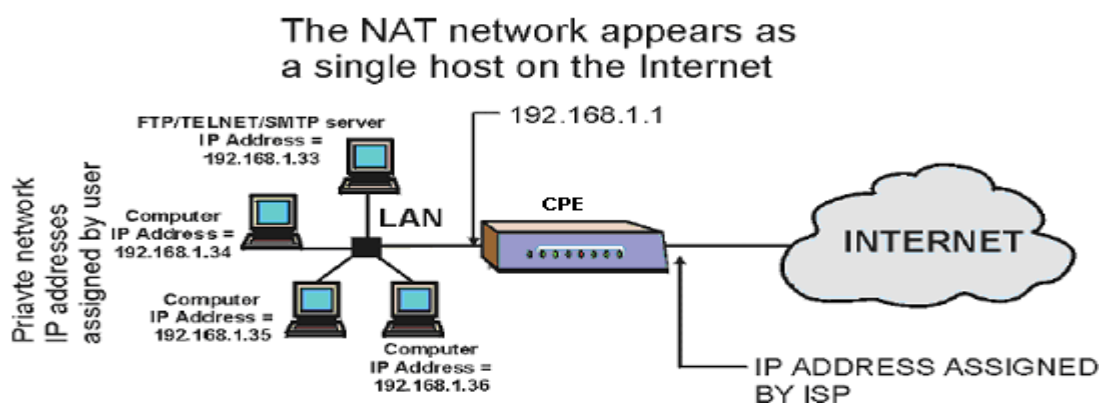 The NAT network appears as
a single host on the Internet
192.168.1.1
FTP/TELNET/SMTP server
IP Address =
192.168.1.33
Priavte network
IP addresses
assigned by user
Computer
IP Address =
192.168.1.34
LAN
CPE
INTERNET
Computer
IP Address =
192.168.1.35
Computer
IP Address =
192.168.1.36
IP ADDRESS ASSIGNED
BY ISP